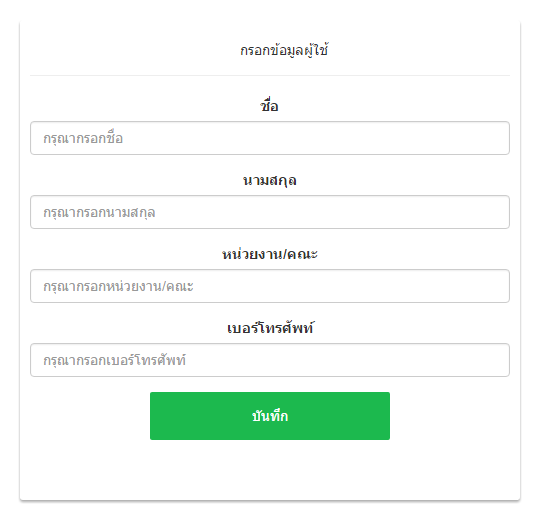 กรอกข้อมูลผู้ใช้
ชื่อ
กรุณากรอกชื่อ
นามสกุล
กรุณากรอกนามสกุล
หน่วยงาน/คณะ
กรุณากรอกหน่วยงาน/คณะ
เบอร์โทรศัพท์
กรุณากรอกเบอร์โทรศัพท์
บันทึก